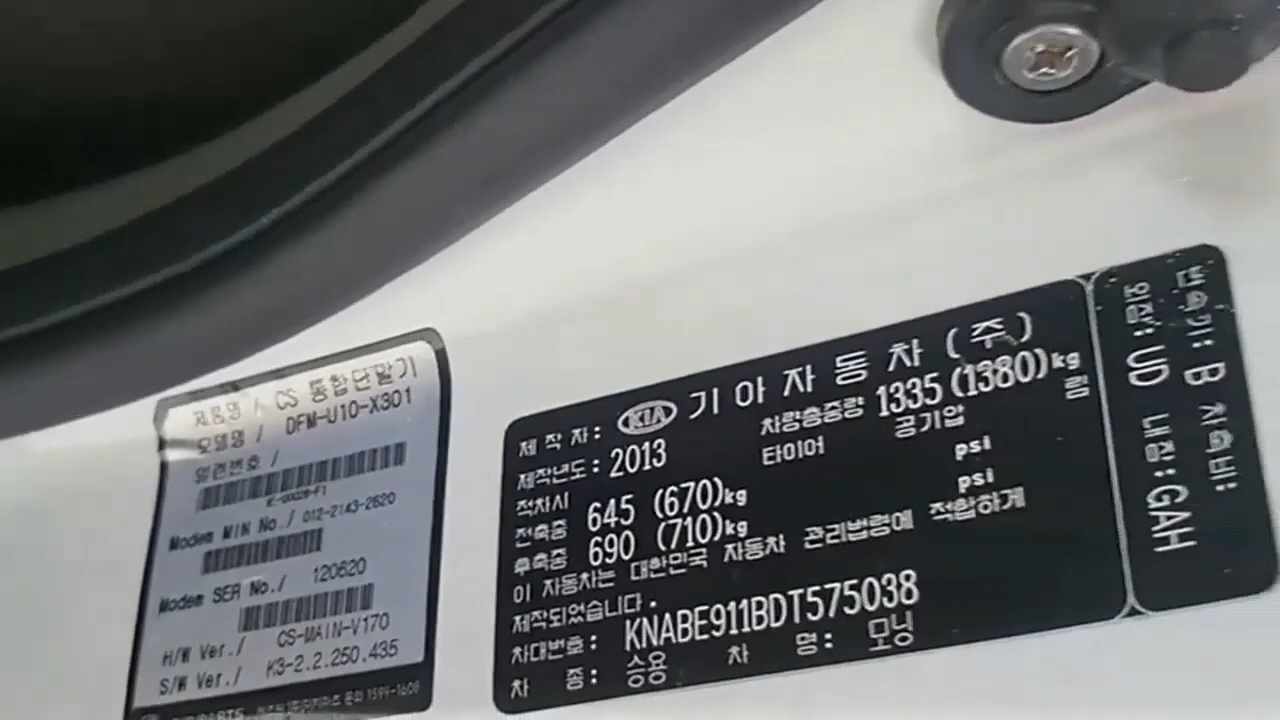 제품명 / CS 통합단말기
모델명 / DFM-U10-X301
일련번호 /
Modem MIN No./ 012-2143-2620
Modem SER No./ 120620
H/W Ver./ CS-MAIN-V170
S/W Ver./ K3-2.2.250.435
제 작 자: KIA 기 아 자 동 차 (주)
제작년도: 2013 차량총중량 1335 (1380)kg
적차시 타이어 공기압 림
전축중 645 (670)kg psi
후축중 690 (710)kg psi
이 자동차는 대한민국 자동차 관리법령에 적합하게
제작되었습니다.
차대번호: KNABE911BDT575038
차 종: 승용 차 명: 모닝
변속기: B 차축비:
외장: UD 내장: GAH